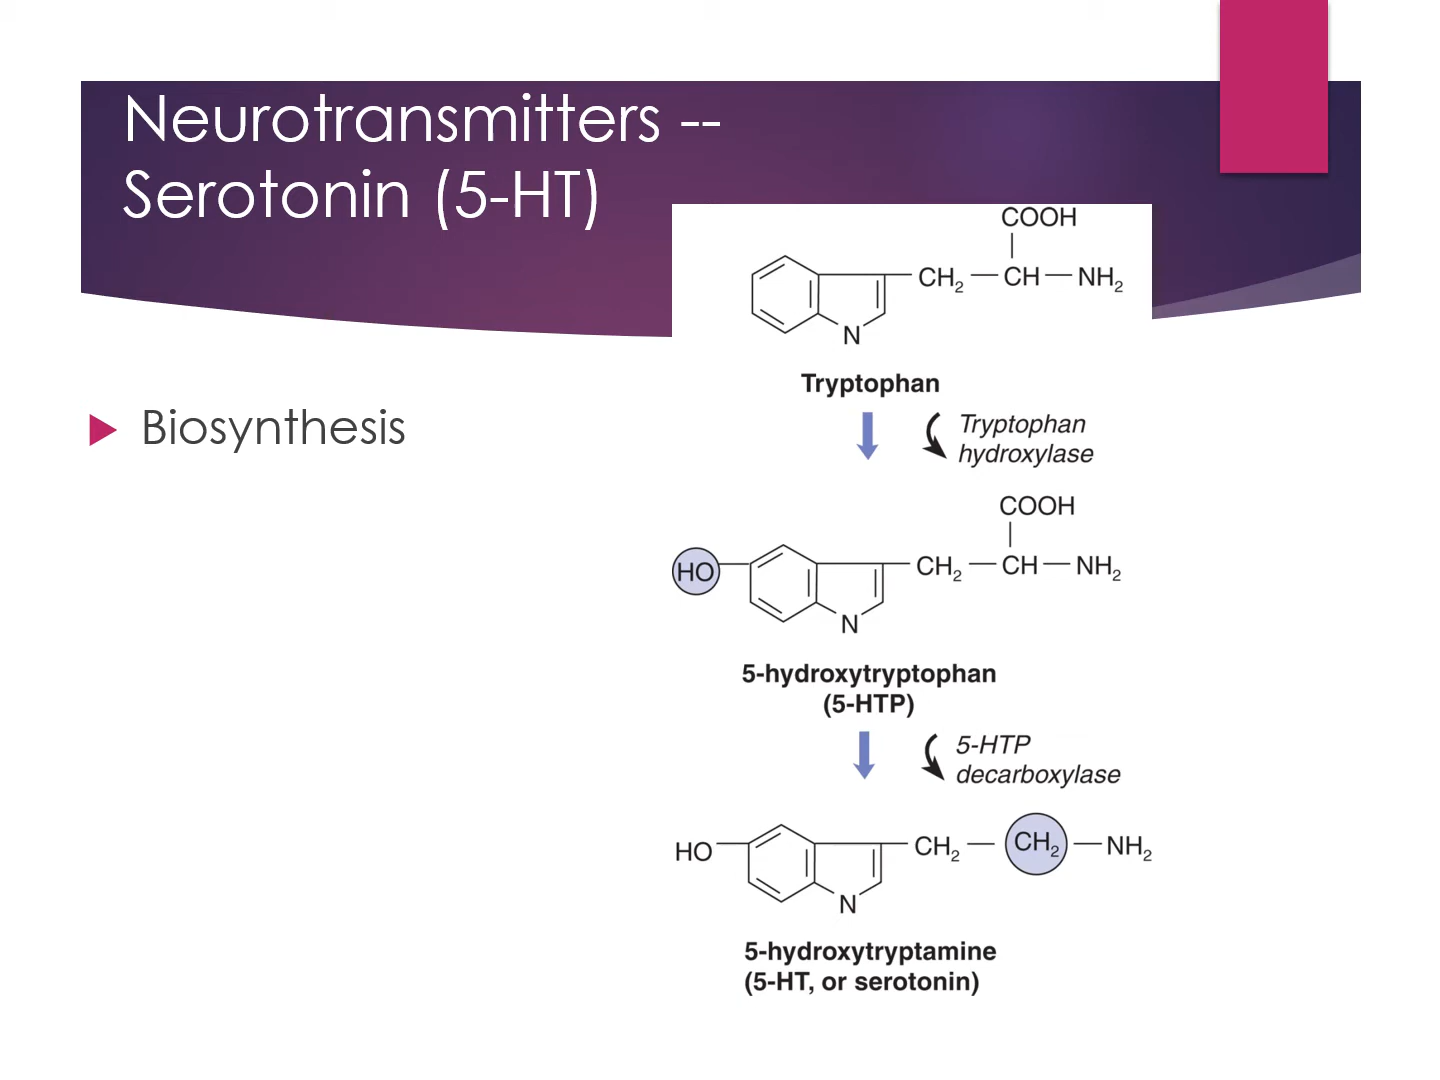 Neurotransmitters --
Serotonin (5-HT)
COOH
CH2 — CH — NH2
N
Tryptophan
Tryptophan
hydroxylase
Biosynthesis
COOH
HO CH2 — CH — NH2
N
5-hydroxytryptophan
(5-HTP)
5-HTP
decarboxylase
HO CH2 — CH2 — NH2
N
5-hydroxytryptamine
(5-HT, or serotonin)